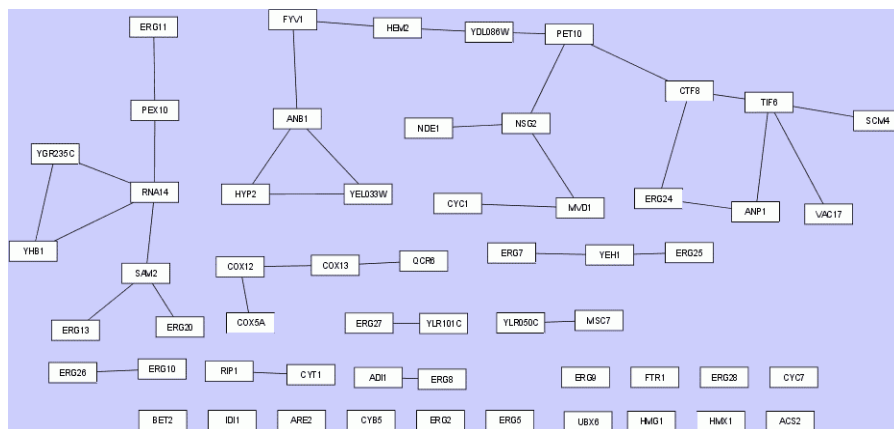 ERG11
FYV1
HEM2
YDL086W
PET10
CTF8
TIF6
SCM4
PEX10
ANB1
NDE1
NSG2
YGR235C
RNA14
HYP2
YEL033W
CYC1
MVD1
ERG24
ANP1
VAC17
YHB1
SAM2
COX12
COX13
QCR6
ERG7
YEH1
ERG25
ERG13
ERG20
COX5A
ERG27
YLR101C
YLR050C
MSC7
ERG26
ERG10
RIP1
CYT1
ADI1
ERG8
ERG9
FTR1
ERG28
CYC7
BET2
IDI1
ARE2
CYB5
ERG2
ERG5
UBX6
HMG1
HMX1
ACS2